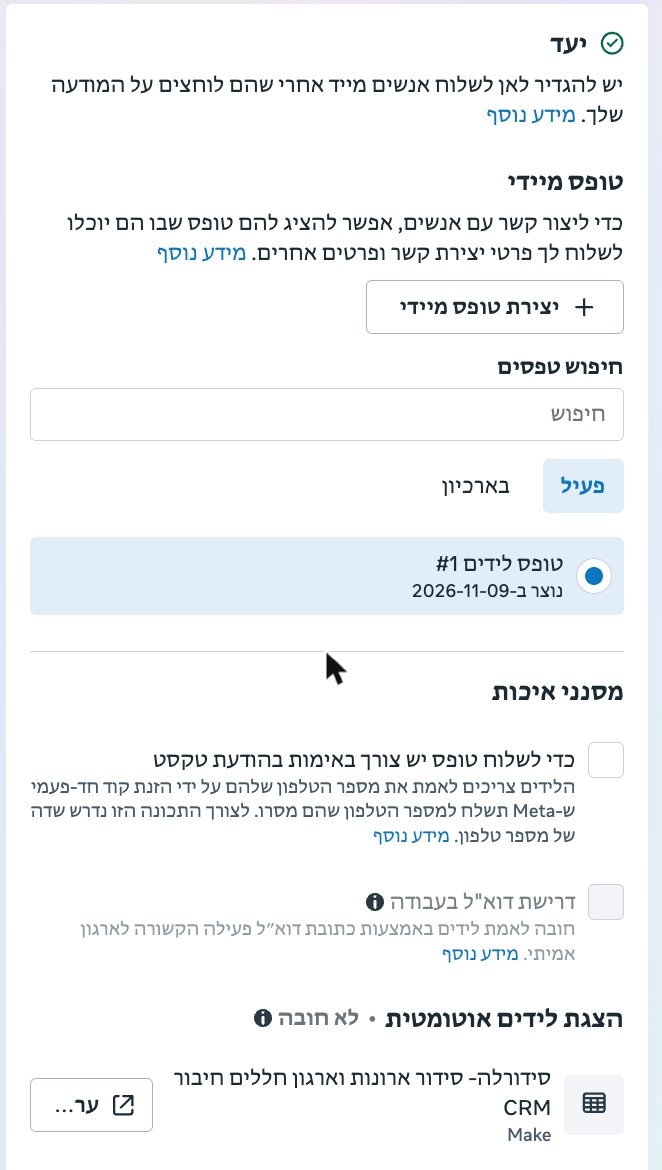 יעד
יש להגדיר לאן לשלוח אנשים מייד אחרי שהם לוחצים על המודעה
שלך. מידע נוסף
טופס מיידי
כדי ליצור קשר עם אנשים, אפשר להציג להם טופס שבו הם יוכלו
לשלוח לך פרטי יצירת קשר ופרטים אחרים. מידע נוסף
+ יצירת טופס מיידי
חיפוש טפסים
חיפוש
פעיל
בארכיון
טופס לידים 1#
נוצר ב-2026-11-09
מסנני איכות
כדי לשלוח טופס יש צורך באימות בהודעת טקסט
הלידים צריכים לאמת את מספר הטלפון שלהם על ידי הזנת קוד חד-פעמי
ש-Meta תשלח למספר הטלפון שהם מסרו. לצורך התכונה הזו נדרש שדה
של מספר טלפון. מידע נוסף
דרישת דוא"ל בעבודה
חובה לאמת לידים באמצעות כתובת דוא״ל פעילה הקשורה לארגון
אמיתי. מידע נוסף
הצגת לידים אוטומטית • לא חובה
סידורלה- סידור ארונות וארגון חללים חיבור
CRM
Make
ער...